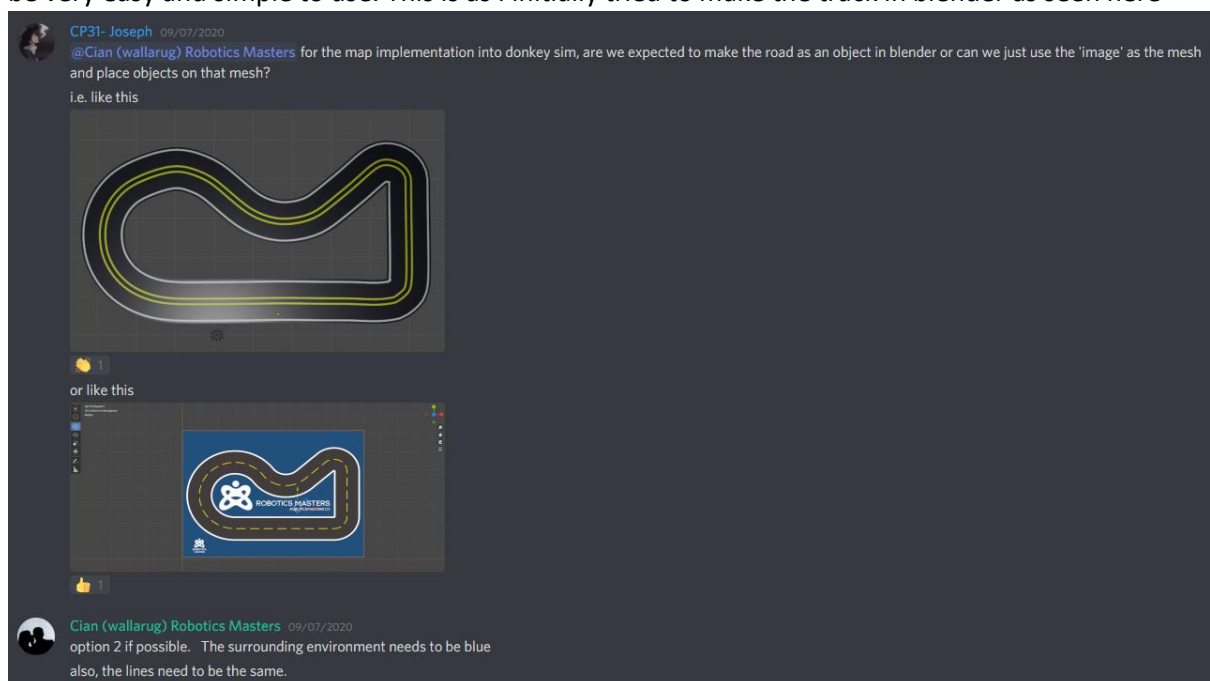 be very easy and simple to use. This is as I initially tried to make the track in blender as seen here
CP31- Joseph 09/07/2020
@Cian (wallarug) Robotics Masters for the map implementation into donkey sim, are we expected to make the road as an object in blender or can we just use the 'image' as the mesh
and place objects on that mesh?
i.e. like this
1
or like this
ROBOTICS MASTERS
1
Cian (wallarug) Robotics Masters 09/07/2020
option 2 if possible. The surrounding environment needs to be blue
also, the lines need to be the same.